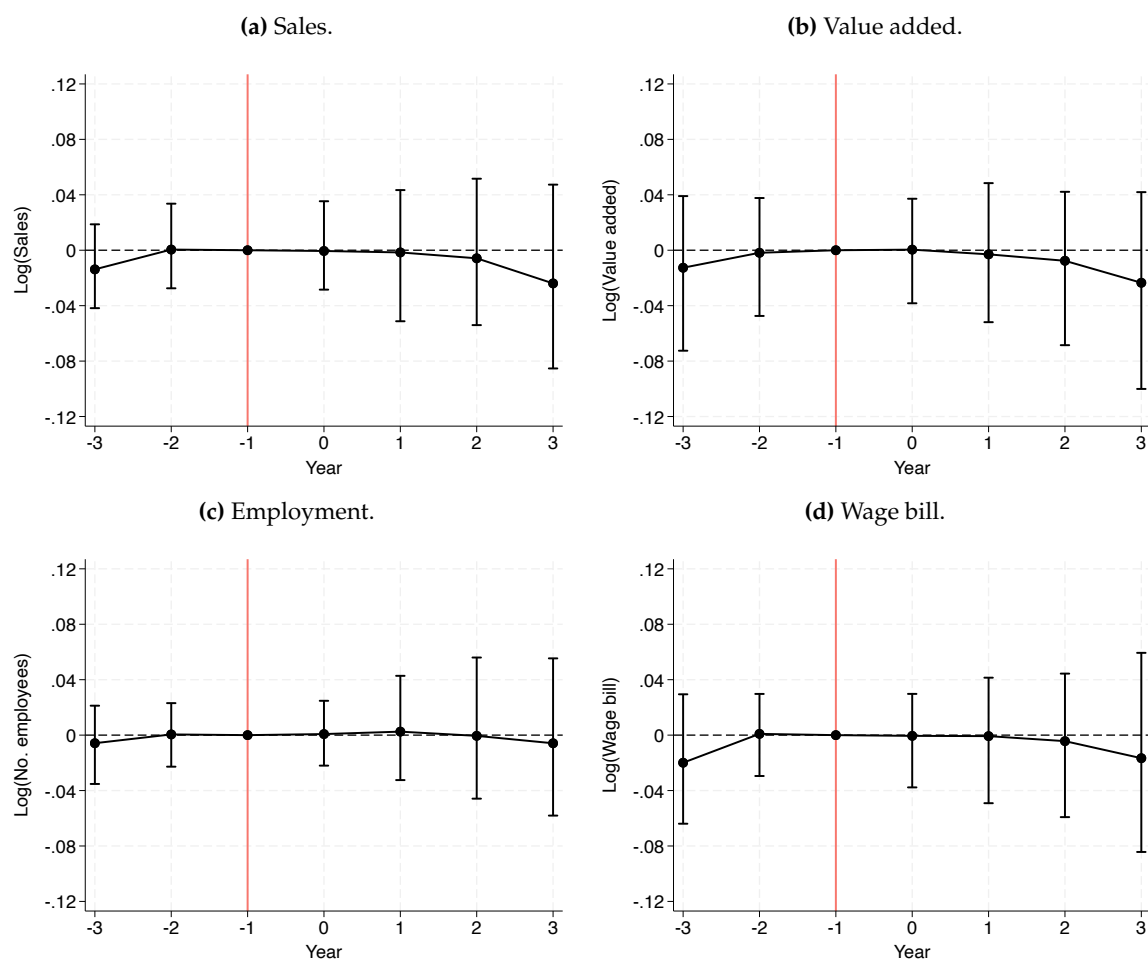 (a) Sales.
.12
.08
.04
0
-.04
-.08
-.12
Log(Sales)
-3 -2 -1 0 1 2 3
Year
(b) Value added.
.12
.08
.04
0
-.04
-.08
-.12
Log(Value added)
-3 -2 -1 0 1 2 3
Year
(c) Employment.
.12
.08
.04
0
-.04
-.08
-.12
Log(No. employees)
-3 -2 -1 0 1 2 3
Year
(d) Wage bill.
.12
.08
.04
0
-.04
-.08
-.12
Log(Wage bill)
-3 -2 -1 0 1 2 3
Year